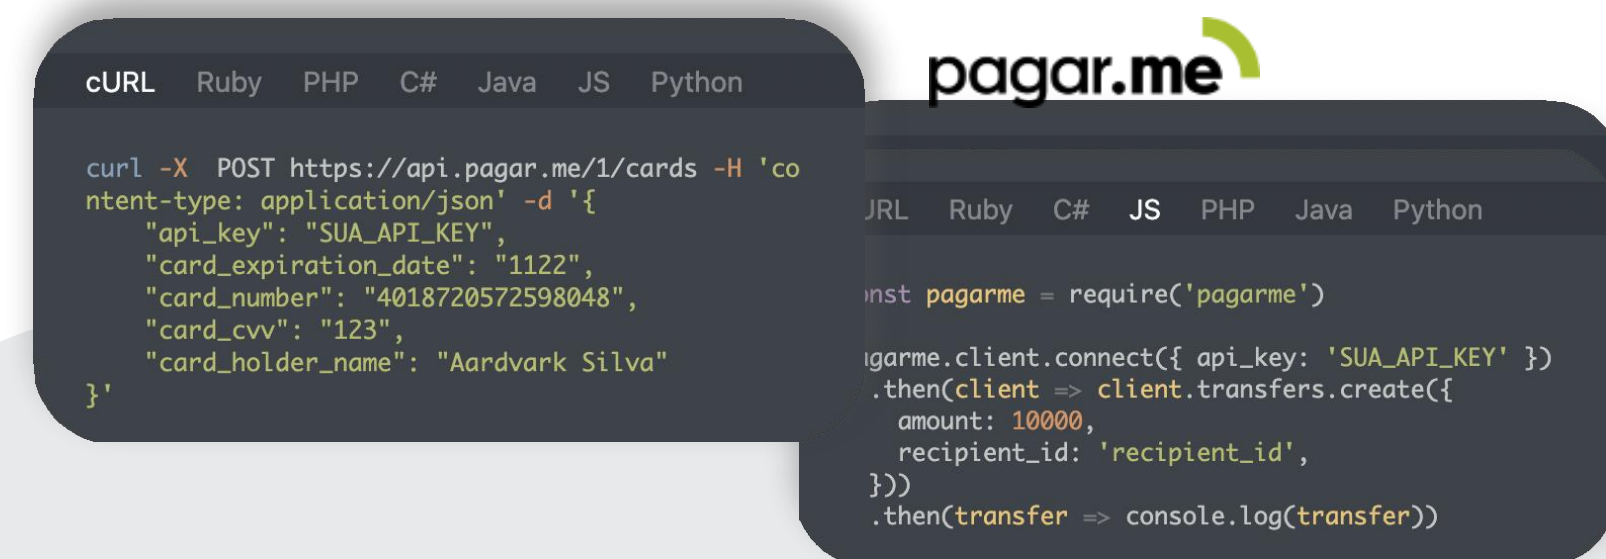 cURL Ruby PHP C# Java JS Python
curl -X  POST https://api.pagar.me/1/cards -H 'co
ntent-type: application/json' -d '{
    "api_key": "SUA_API_KEY",
    "card_expiration_date": "1122",
    "card_number": "4018720572598048",
    "card_cvv": "123",
    "card_holder_name": "Aardvark Silva"
}'
pagar.me
JRL Ruby C# JS PHP Java Python
nst pagarme = require('pagarme')
garme.client.connect({ api_key: 'SUA_API_KEY' })
.then(client => client.transfers.create({
  amount: 10000,
  recipient_id: 'recipient_id',
}))
.then(transfer => console.log(transfer))